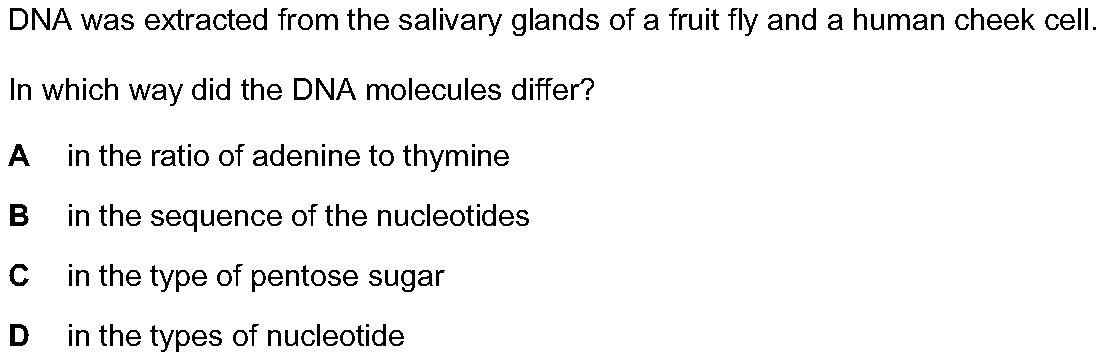 DNA was extracted from the salivary glands of a fruit fly and a human cheek cell.
In which way did the DNA molecules differ?
A in the ratio of adenine to thymine
B in the sequence of the nucleotides
C in the type of pentose sugar
D in the types of nucleotide